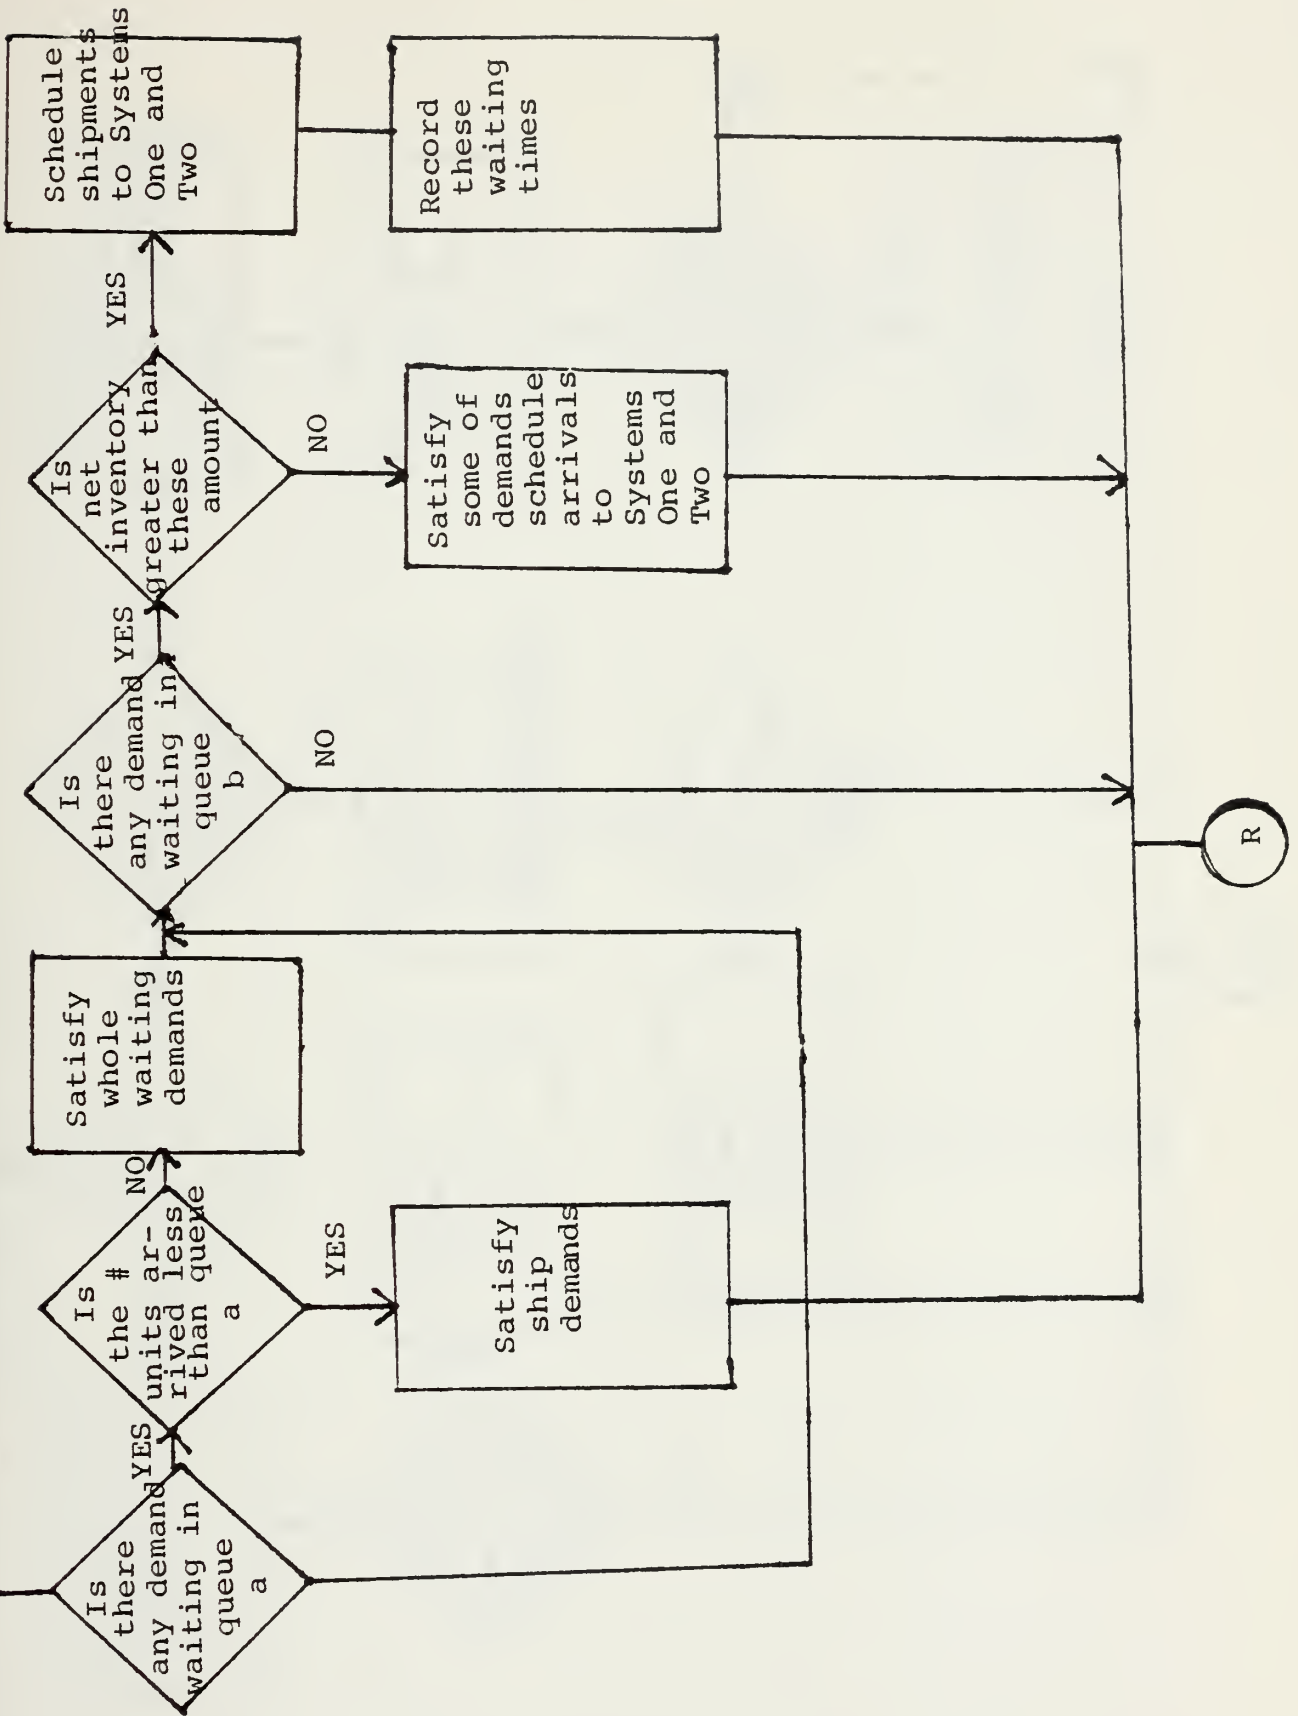 Is
there
any demand
waiting in
queue
a
YES
Is
the #
units ar-
rived less
than queue
a
NO
YES
Satisfy
ship
demands
Satisfy
whole
waiting
demands
Is
there
any demand
waiting in
queue
b
YES
NO
Is
net
inventory
greater than
these
amount
YES
NO
Satisfy
some of
demands
schedule
arrivals
to
Systems
One and
Two
Schedule
shipments
to Systems
One and
Two
Record
these
waiting
times
R